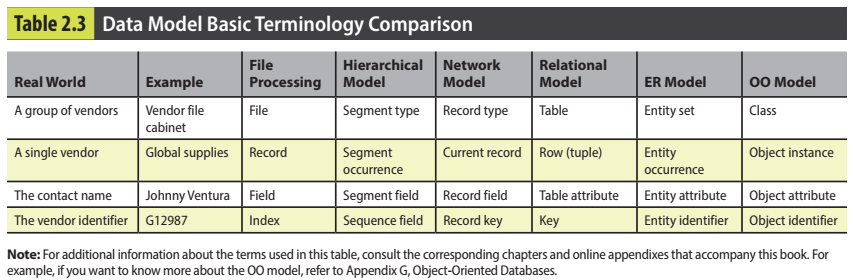 Table 2.3 Data Model Basic Terminology Comparison
Real World Example File Processing Hierarchical Model Network Model Relational Model ER Model OO Model
A group of vendors Vendor file cabinet File Segment type Record type Table Entity set Class
A single vendor Global supplies Record Segment occurrence Current record Row (tuple) Entity occurrence Object instance
The contact name Johnny Ventura Field Segment field Record field Table attribute Entity attribute Object attribute
The vendor identifier G12987 Index Sequence field Record key Key Entity identifier Object identifier
Note: For additional information about the terms used in this table, consult the corresponding chapters and online appendixes that accompany this book. For
example, if you want to know more about the OO model, refer to Appendix G, Object-Oriented Databases.